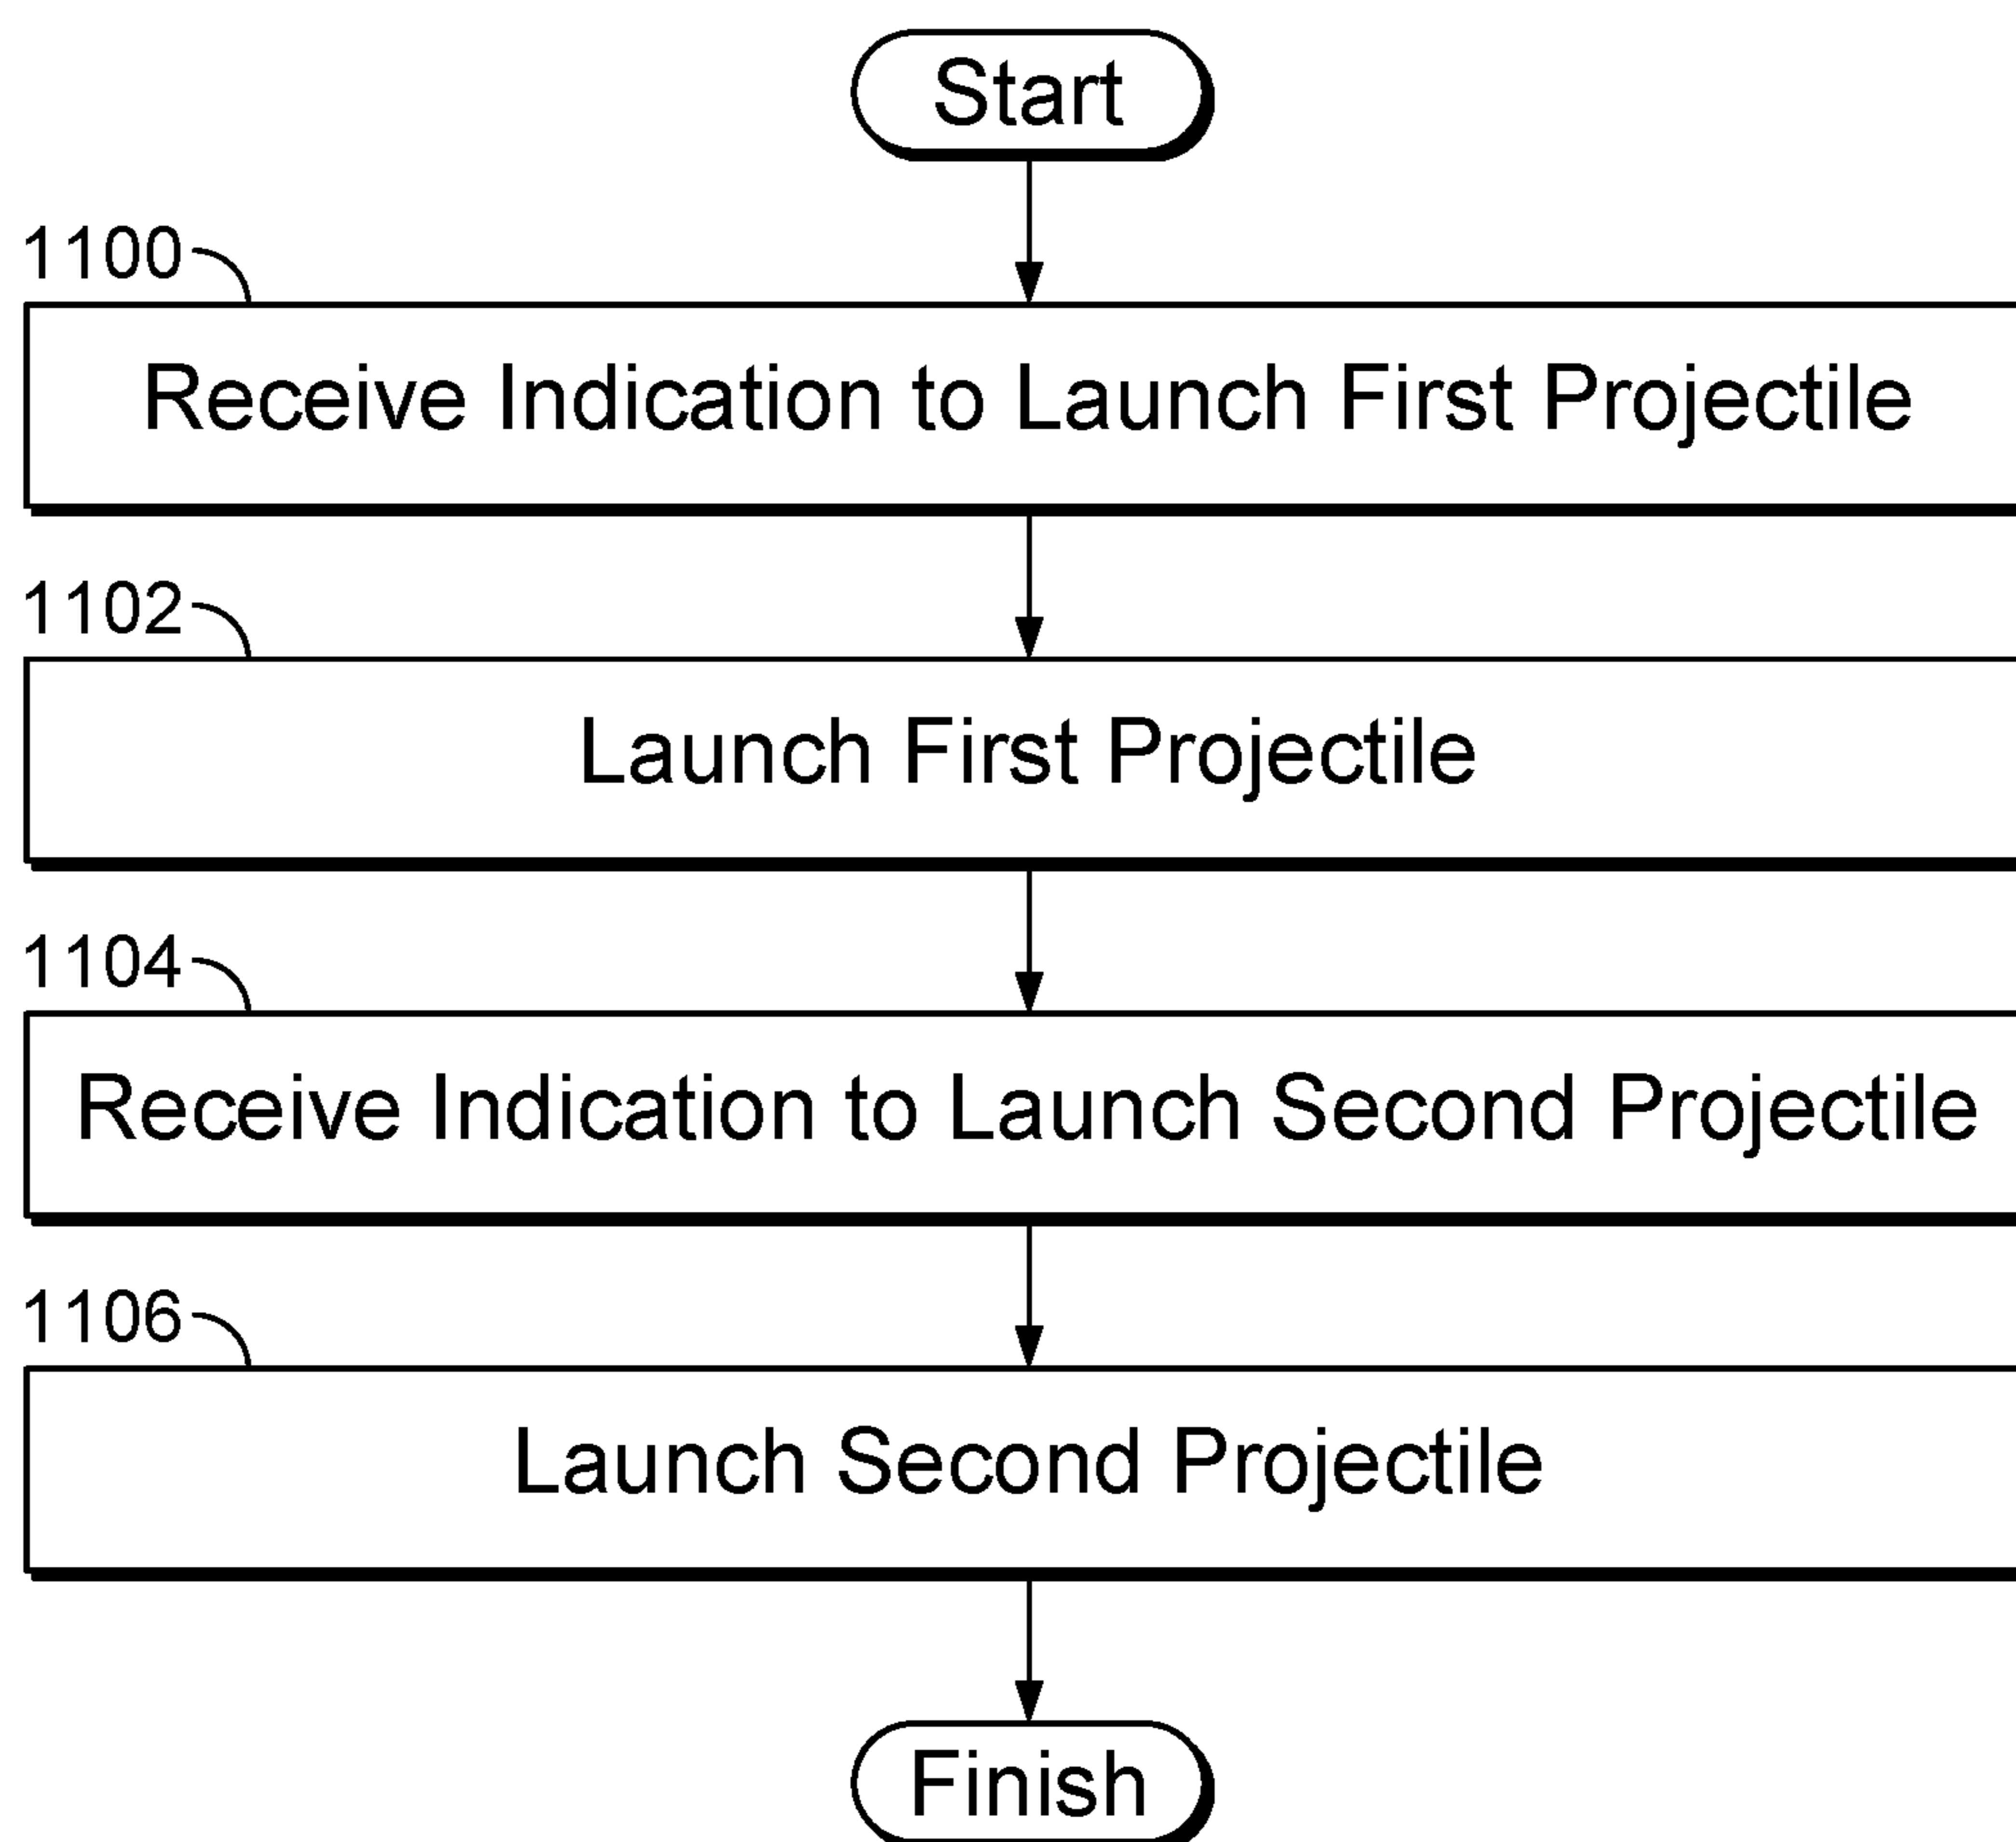 Start
1100
Receive Indication to Launch First Projectile
1102
Launch First Projectile
1104
Receive Indication to Launch Second Projectile
1106
Launch Second Projectile
Finish